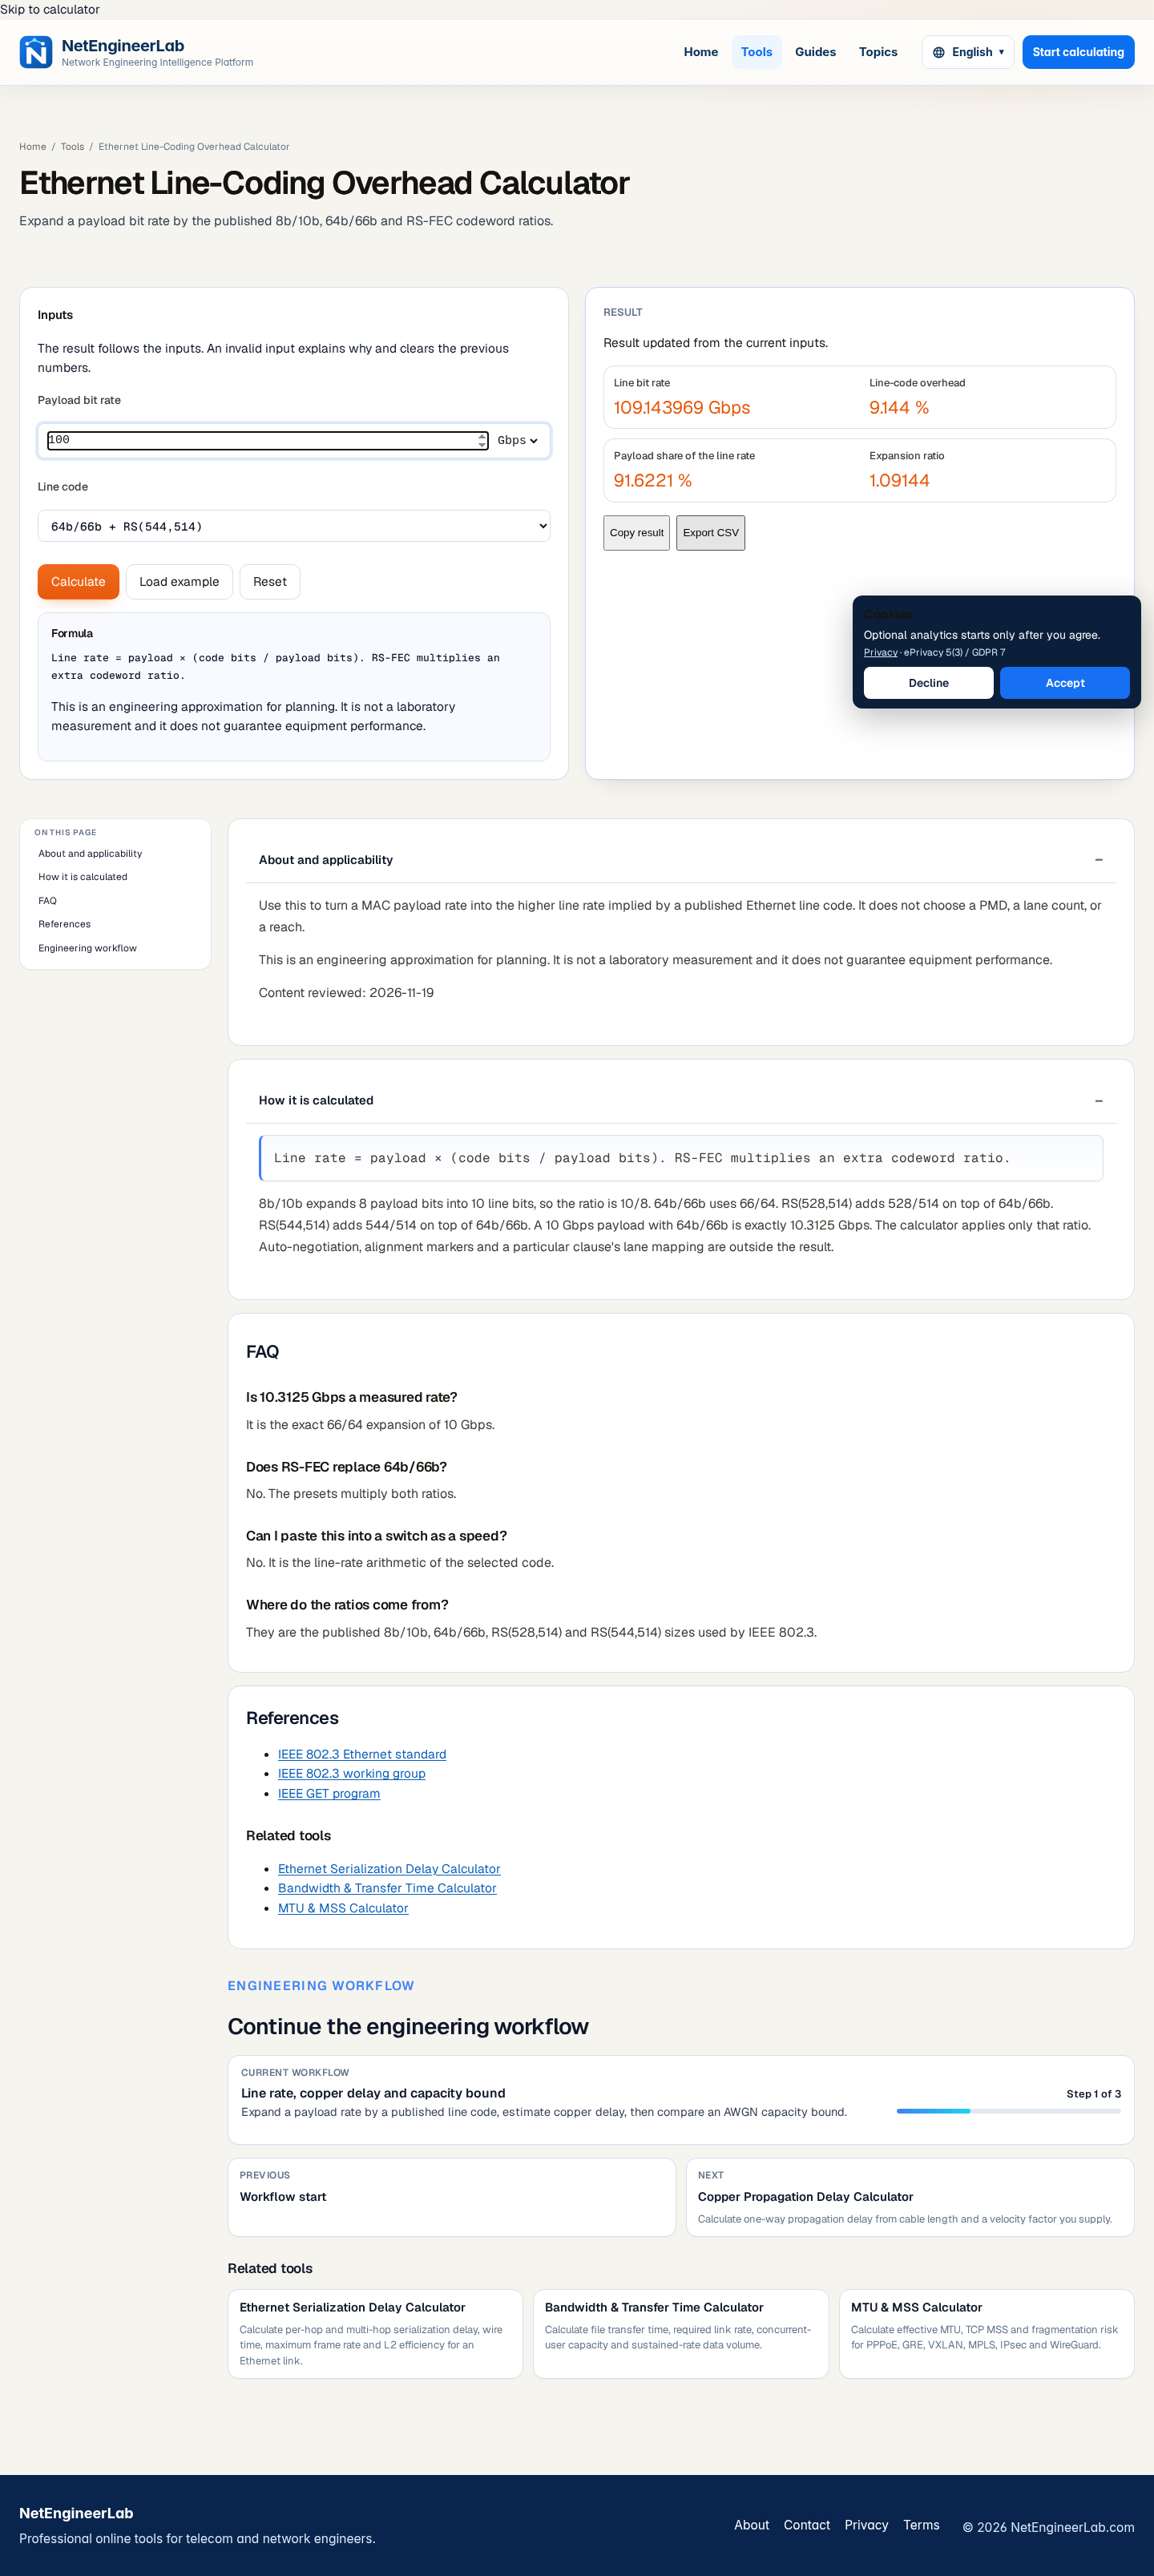 Skip to calculator
NetEngineerLab
Network Engineering Intelligence Platform
Home
Tools
Guides
Topics
English ▾
Start calculating
Home / Tools / Ethernet Line-Coding Overhead Calculator
Ethernet Line-Coding Overhead Calculator
Expand a payload bit rate by the published 8b/10b, 64b/66b and RS-FEC codeword ratios.
Inputs
The result follows the inputs. An invalid input explains why and clears the previous
numbers.
Payload bit rate
100
Gbps
Line code
64b/66b + RS(544,514)
Calculate
Load example
Reset
Formula
Line rate = payload × (code bits / payload bits). RS-FEC multiplies an
extra codeword ratio.
This is an engineering approximation for planning. It is not a laboratory
measurement and it does not guarantee equipment performance.
RESULT
Result updated from the current inputs.
Line bit rate
109.143969 Gbps
Line-code overhead
9.144 %
Payload share of the line rate
91.6221 %
Expansion ratio
1.09144
Copy result
Export CSV
Cookies
Optional analytics starts only after you agree.
Privacy · ePrivacy 5(3) / GDPR 7
Decline
Accept
ON THIS PAGE
About and applicability
How it is calculated
FAQ
References
Engineering workflow
About and applicability
−
Use this to turn a MAC payload rate into the higher line rate implied by a published Ethernet line code. It does not choose a PMD, a lane count, or
a reach.
This is an engineering approximation for planning. It is not a laboratory measurement and it does not guarantee equipment performance.
Content reviewed: 2026-11-19
How it is calculated
−
Line rate = payload × (code bits / payload bits). RS-FEC multiplies an extra codeword ratio.
8b/10b expands 8 payload bits into 10 line bits, so the ratio is 10/8. 64b/66b uses 66/64. RS(528,514) adds 528/514 on top of 64b/66b.
RS(544,514) adds 544/514 on top of 64b/66b. A 10 Gbps payload with 64b/66b is exactly 10.3125 Gbps. The calculator applies only that ratio.
Auto-negotiation, alignment markers and a particular clause's lane mapping are outside the result.
FAQ
Is 10.3125 Gbps a measured rate?
It is the exact 66/64 expansion of 10 Gbps.
Does RS-FEC replace 64b/66b?
No. The presets multiply both ratios.
Can I paste this into a switch as a speed?
No. It is the line-rate arithmetic of the selected code.
Where do the ratios come from?
They are the published 8b/10b, 64b/66b, RS(528,514) and RS(544,514) sizes used by IEEE 802.3.
References
IEEE 802.3 Ethernet standard
IEEE 802.3 working group
IEEE GET program
Related tools
Ethernet Serialization Delay Calculator
Bandwidth & Transfer Time Calculator
MTU & MSS Calculator
ENGINEERING WORKFLOW
Continue the engineering workflow
CURRENT WORKFLOW
Line rate, copper delay and capacity bound
Expand a payload rate by a published line code, estimate copper delay, then compare an AWGN capacity bound.
Step 1 of 3
PREVIOUS
Workflow start
NEXT
Copper Propagation Delay Calculator
Calculate one-way propagation delay from cable length and a velocity factor you supply.
Related tools
Ethernet Serialization Delay Calculator
Calculate per-hop and multi-hop serialization delay, wire
time, maximum frame rate and L2 efficiency for an
Ethernet link.
Bandwidth & Transfer Time Calculator
Calculate file transfer time, required link rate, concurrent-
user capacity and sustained-rate data volume.
MTU & MSS Calculator
Calculate effective MTU, TCP MSS and fragmentation risk
for PPPoE, GRE, VXLAN, MPLS, IPsec and WireGuard.
NetEngineerLab
Professional online tools for telecom and network engineers.
About
Contact
Privacy
Terms
© 2026 NetEngineerLab.com